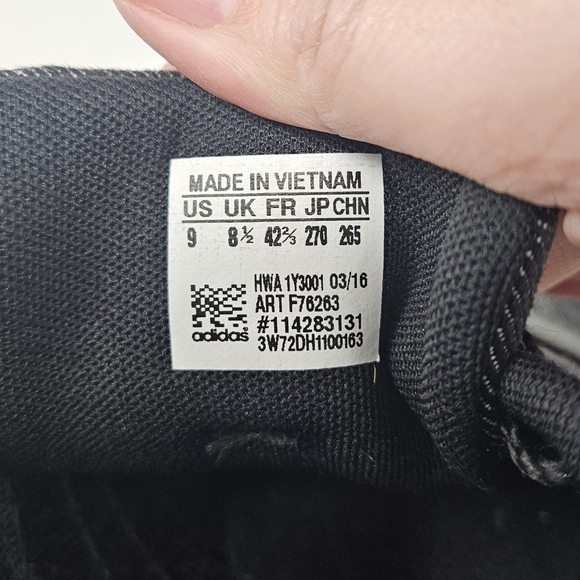 MADE IN VIETNAM
US UK FR JP CHN
9 8½ 42⅔ 270 265
HWA 1Y3001 03/16
ART F76263
#114283131
3W72DH1100163
adidas